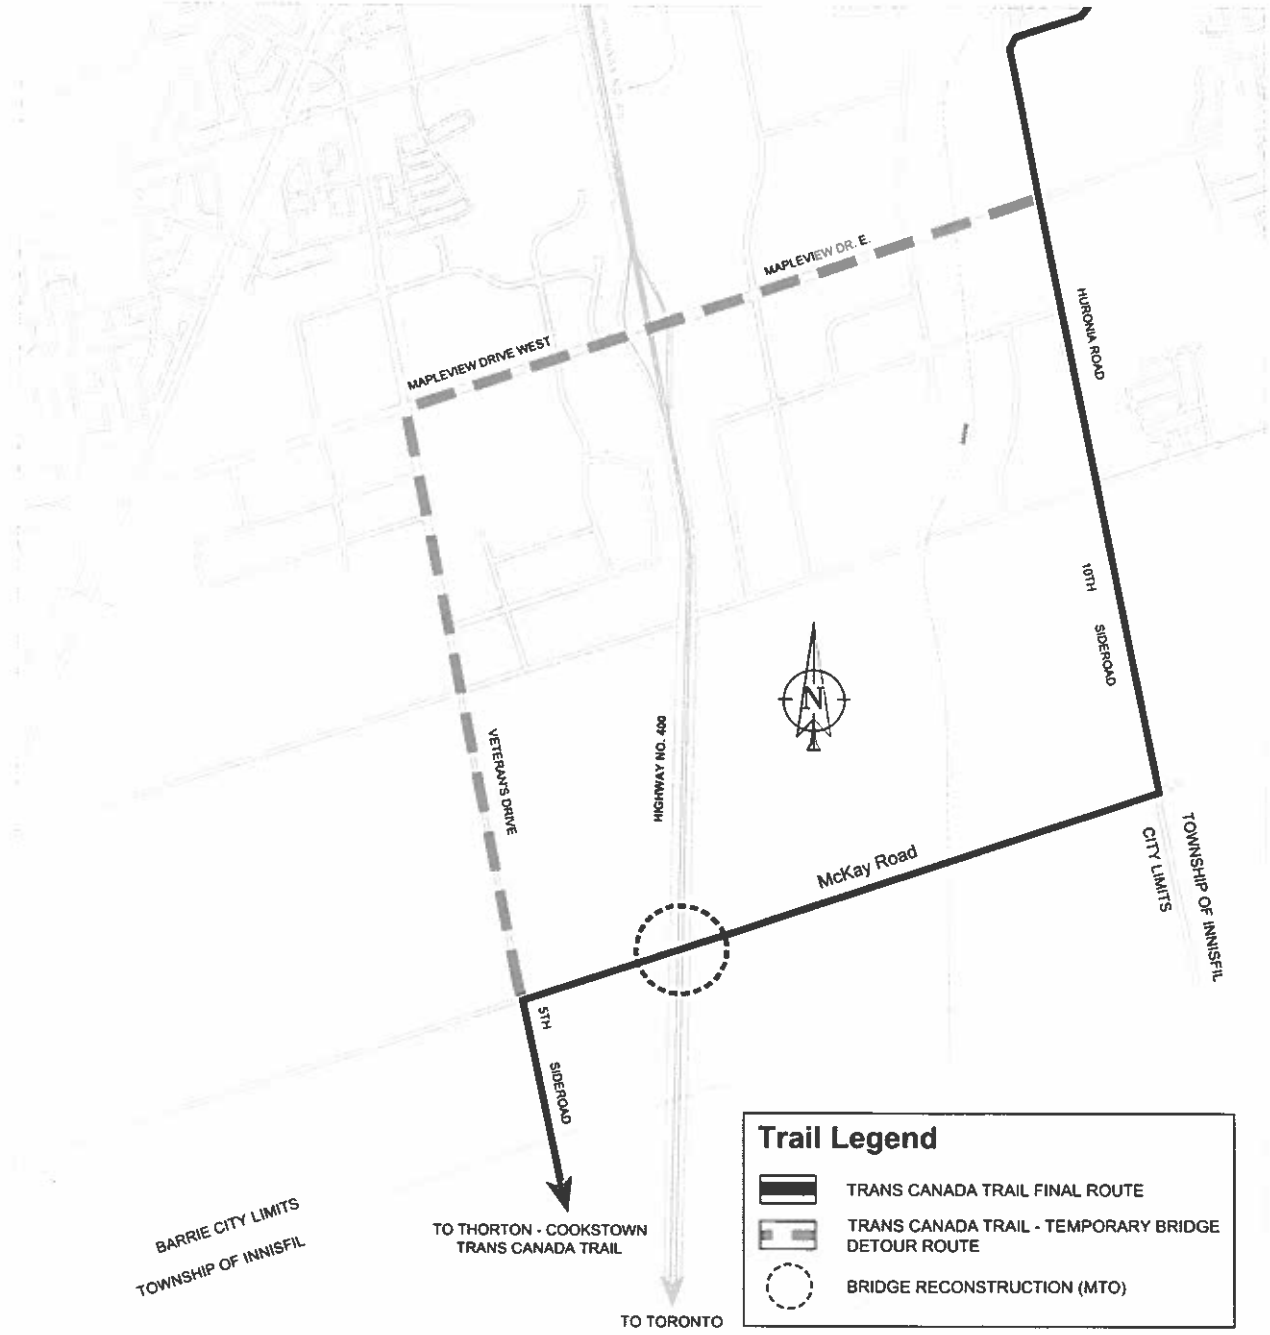 MAPLEVIEW DR. E.
MAPLEVIEW DRIVE WEST
HURONIA ROAD
10TH
SIDEROAD
N
HIGHWAY NO. 400
VETERAN'S DRIVE
McKay Road
CITY LIMITS
TOWNSHIP OF INNISFIL
5TH
SIDEROAD
BARRIE CITY LIMITS
TOWNSHIP OF INNISFIL
TO THORTON - COOKSTOWN
TRANS CANADA TRAIL
TO TORONTO
Trail Legend
TRANS CANADA TRAIL FINAL ROUTE
TRANS CANADA TRAIL - TEMPORARY BRIDGE
DETOUR ROUTE
BRIDGE RECONSTRUCTION (MTO)